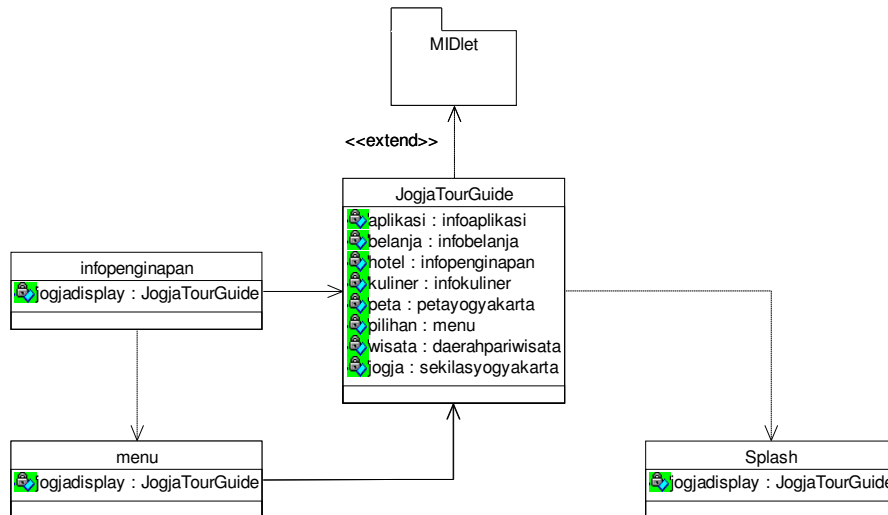 MIDlet
<<extend>>
JogjaTourGuide
aplikasi : infoaplikasi
belanja : infobelanja
hotel : infopenginapan
kuliner : infokuliner
peta : petayogyakarta
pilihan : menu
wisata : daerahpariwisata
jogja : sekilasyogyakarta
infopenginapan
jogjadisplay : JogjaTourGuide
menu
jogjadisplay : JogjaTourGuide
Splash
jogjadisplay : JogjaTourGuide